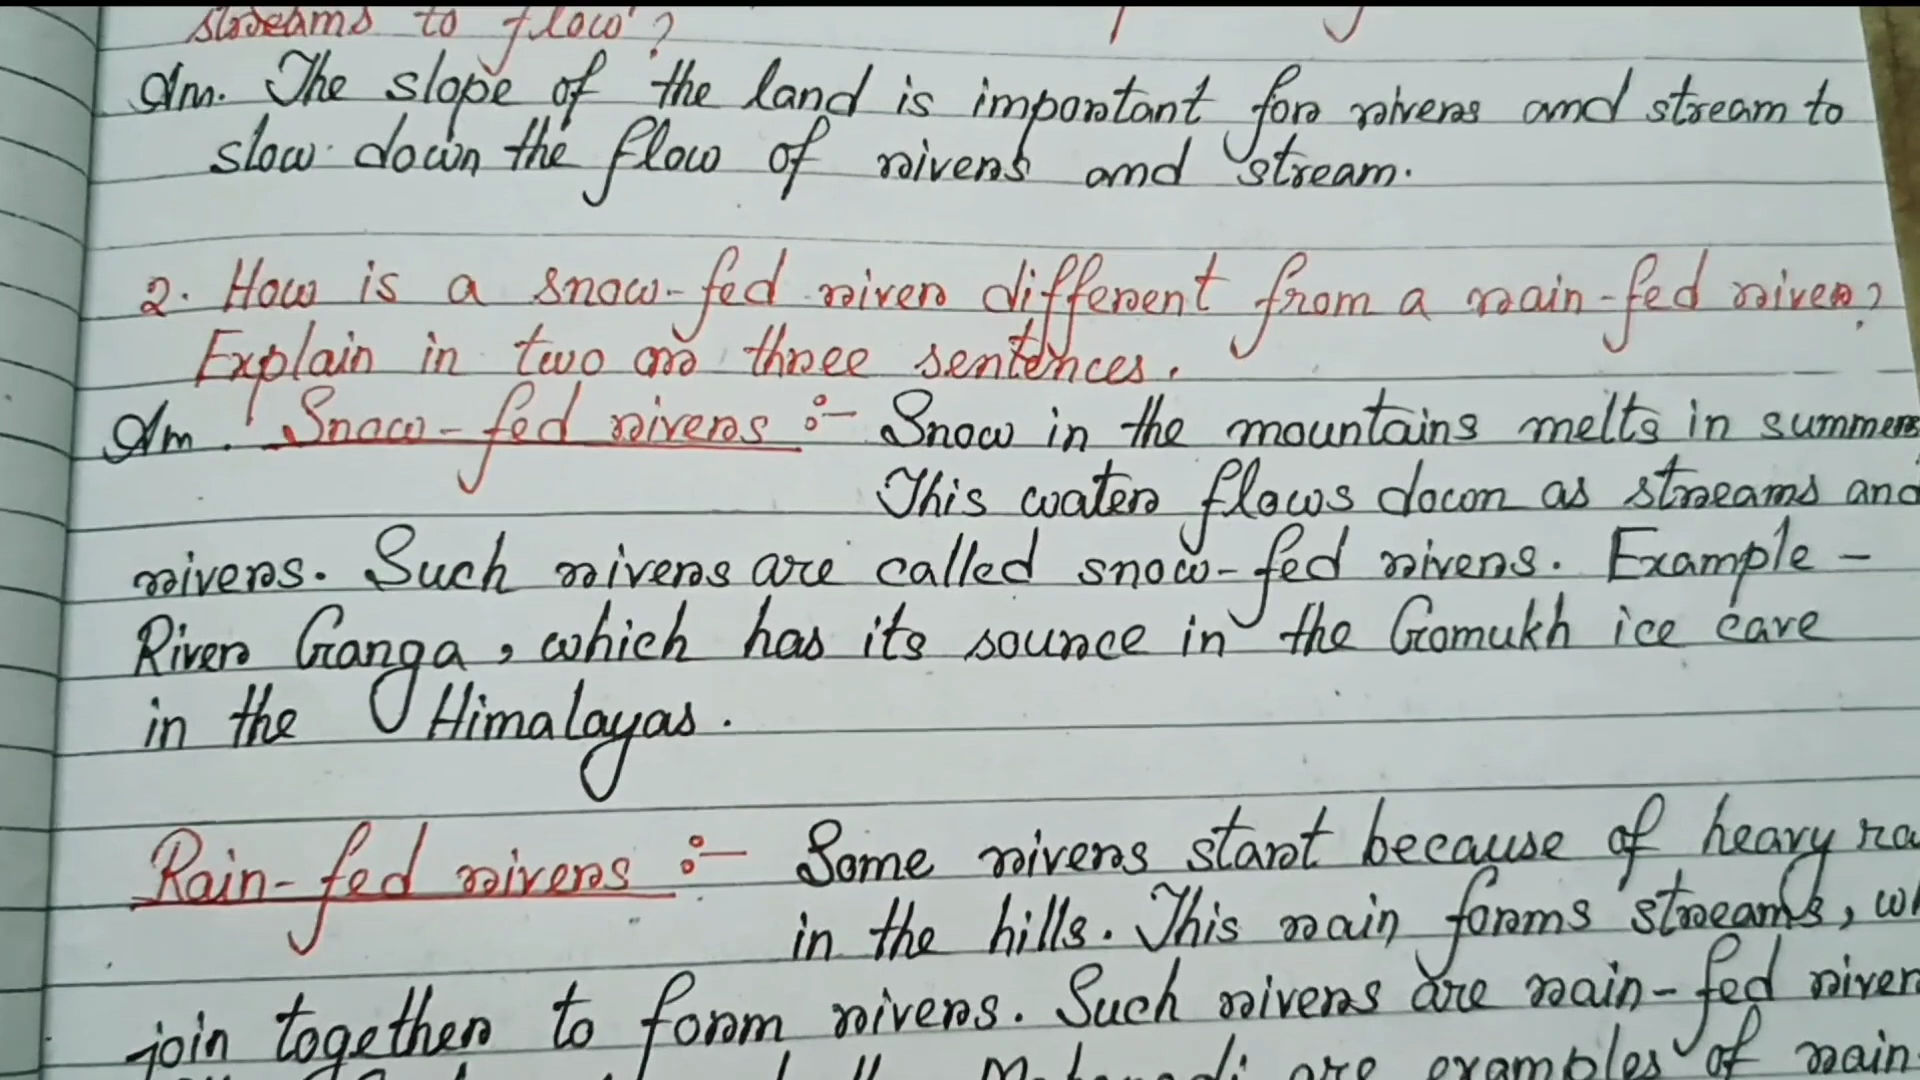 streams to flow?
Ans. The slope of the land is important for rivers and stream to
slow down the flow of rivers and stream.
2. How is a snow-fed river different from a rain-fed river?
Explain in two or three sentences.
Ans. Snow-fed rivers :- Snow in the mountains melts in summers
This water flows down as streams and
rivers. Such rivers are called snow-fed rivers. Example -
River Ganga, which has its source in the Gomukh ice cave
in the Himalayas.
Rain-fed rivers :- Some rivers start because of heavy ra
in the hills. This rain forms streams, wh
join together to form rivers. Such rivers are rain-fed river
are examples of rain-